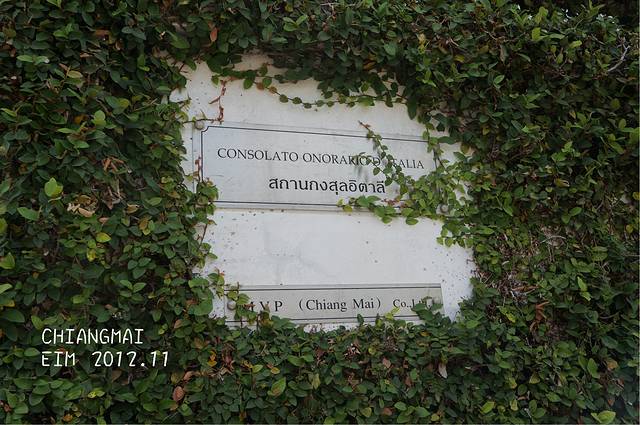 CONSOLATO ONORARIO D'ITALIA
สถานกงสุลอิตาลี
V P (Chiang Mai) Co.,
CHIANGMAI
EIM 2012.11